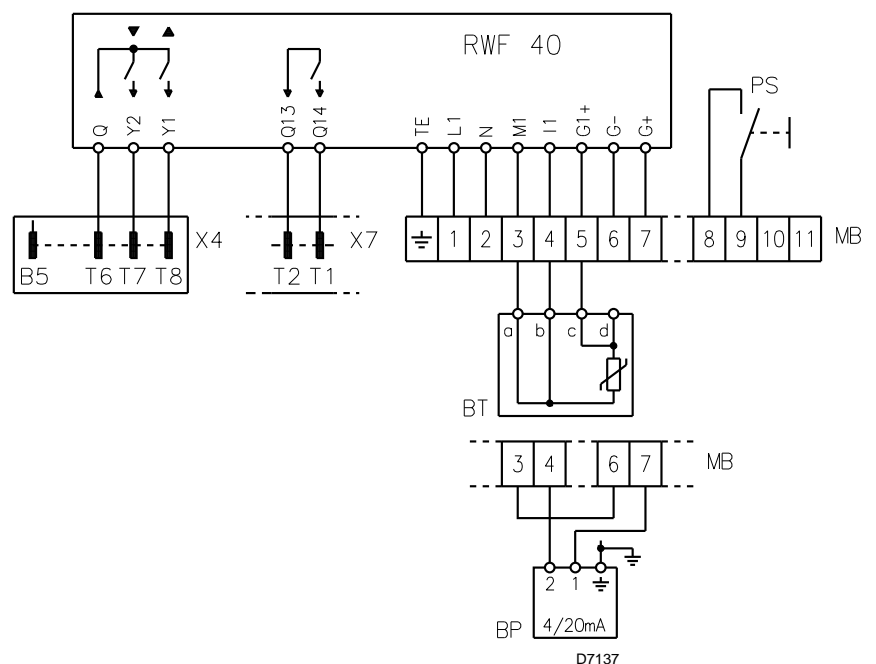 RWF 40
Q Y2 Y1 Q13 Q14 TE L1 N M1 I1 G1+ G- G+
PS
B5 T6 T7 T8 X4
T2 T1 X7
1 2 3 4 5 6 7 8 9 10 11 MB
a b c d
BT
3 4 6 7 MB
2 1
BP 4/20mA
D7137